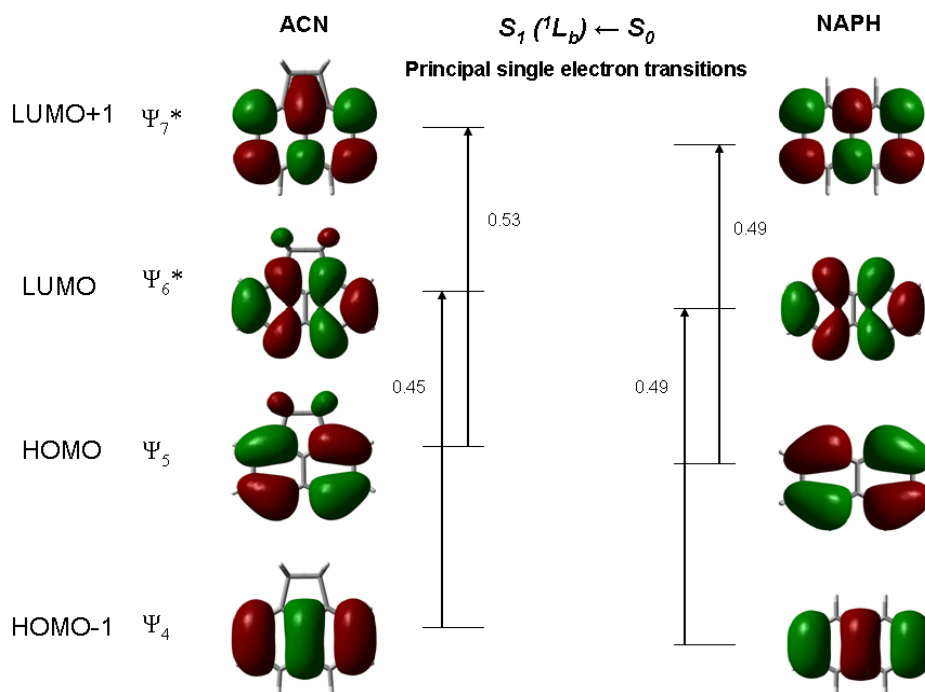 ACN
S₁ (¹L_b) ← S₀
NAPH
Principal single electron transitions
LUMO+1 Ψ₇*
0.53
0.49
LUMO Ψ₆*
0.45
0.49
HOMO Ψ₅
HOMO-1 Ψ₄